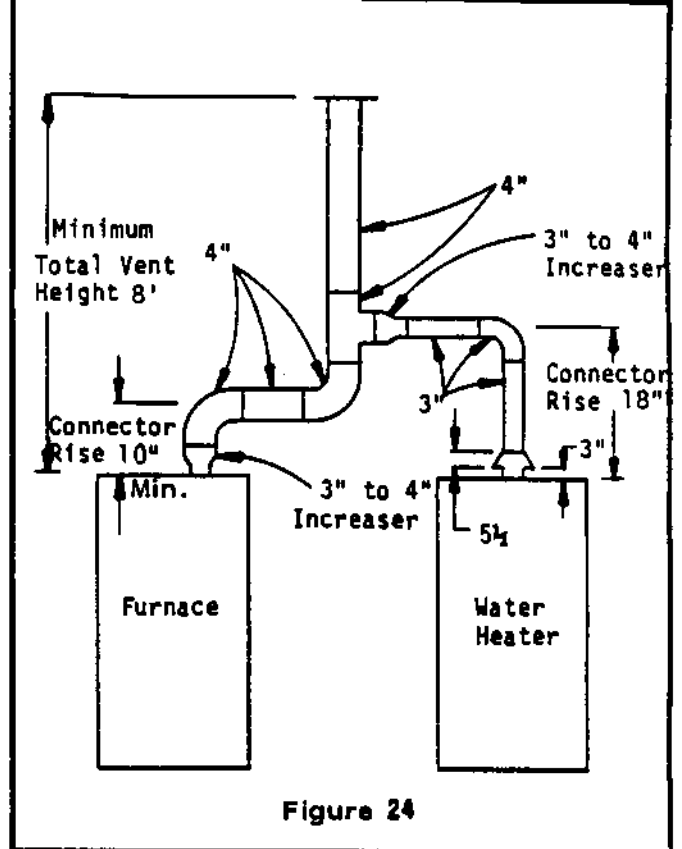 4"
Minimum
Total Vent
Height 8'
4"
3" to 4"
Increaser
3"
Connector
Rise 18"
Connector
Rise 10"
Min.
3"
3" to 4"
Increaser
5½
Furnace
Water
Heater
Figure 24